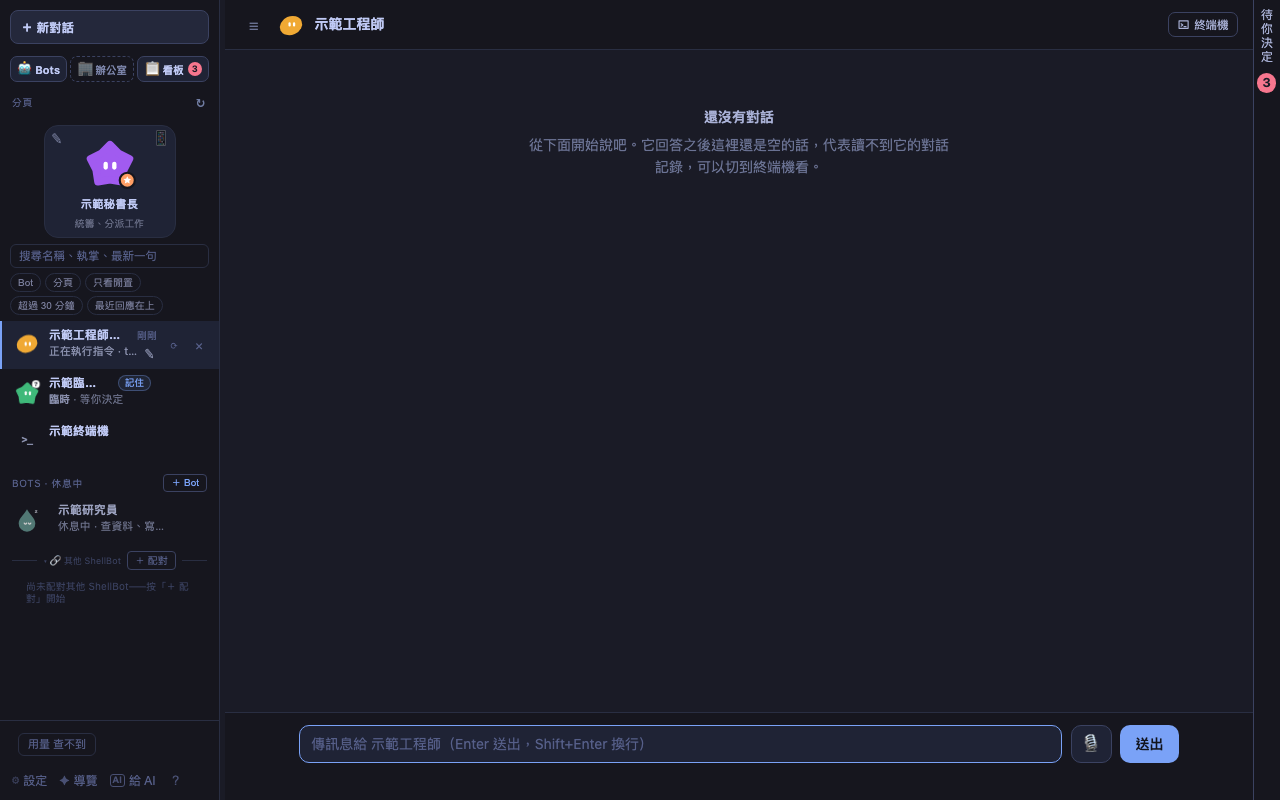 + 新對話
Bots
辦公室
看板 3
分頁
示範秘書長
統籌、分派工作
搜尋名稱、執掌、最新一句
Bot
分頁
只看閒置
超過 30 分鐘
最近回應在上
示範工程師... 剛剛
正在執行指令 · t...
示範臨... 記住
臨時 · 等你決定
>_ 示範終端機
BOTS · 休息中
+ Bot
示範研究員
休息中 · 查資料、寫...
其他 ShellBot
+ 配對
尚未配對其他 ShellBot——按「+ 配
對」開始
用量 查不到
設定
導覽
AI 給 AI
?
示範工程師
終端機
還沒有對話
從下面開始說吧。它回答之後這裡還是空的話，代表讀不到它的對話
記錄，可以切到終端機看。
傳訊息給 示範工程師（Enter 送出，Shift+Enter 換行）
送出
待你決定
3